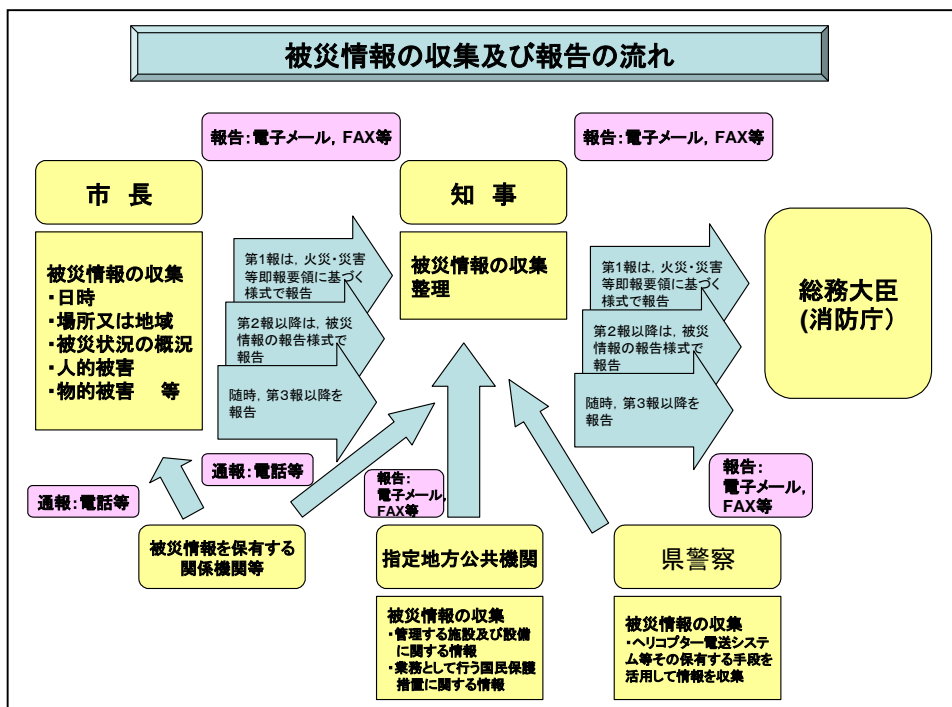 被災情報の収集及び報告の流れ
報告：電子メール，FAX等
報告：電子メール，FAX等
市　長
知　事
被災情報の収集
・日時
・場所又は地域
・被災状況の概況
・人的被害
・物的被害　等
第1報は，火災・災害
等即報要領に基づく
様式で報告
第２報以降は，被災
情報の報告様式で
報告
随時，第３報以降を
報告
被災情報の収集
整理
第1報は，火災・災害
等即報要領に基づく
様式で報告
第２報以降は，被災
情報の報告様式で
報告
随時，第３報以降を
報告
総務大臣
(消防庁）
通報：電話等
通報：電話等
報告：
電子メール，
FAX等
報告：
電子メール，
FAX等
被災情報を保有する
関係機関等
指定地方公共機関
県警察
被災情報の収集
・管理する施設及び設備
に関する情報
・業務として行う国民保護
措置に関する情報
被災情報の収集
・ヘリコプター電送システ
ム等その保有する手段を
活用して情報を収集